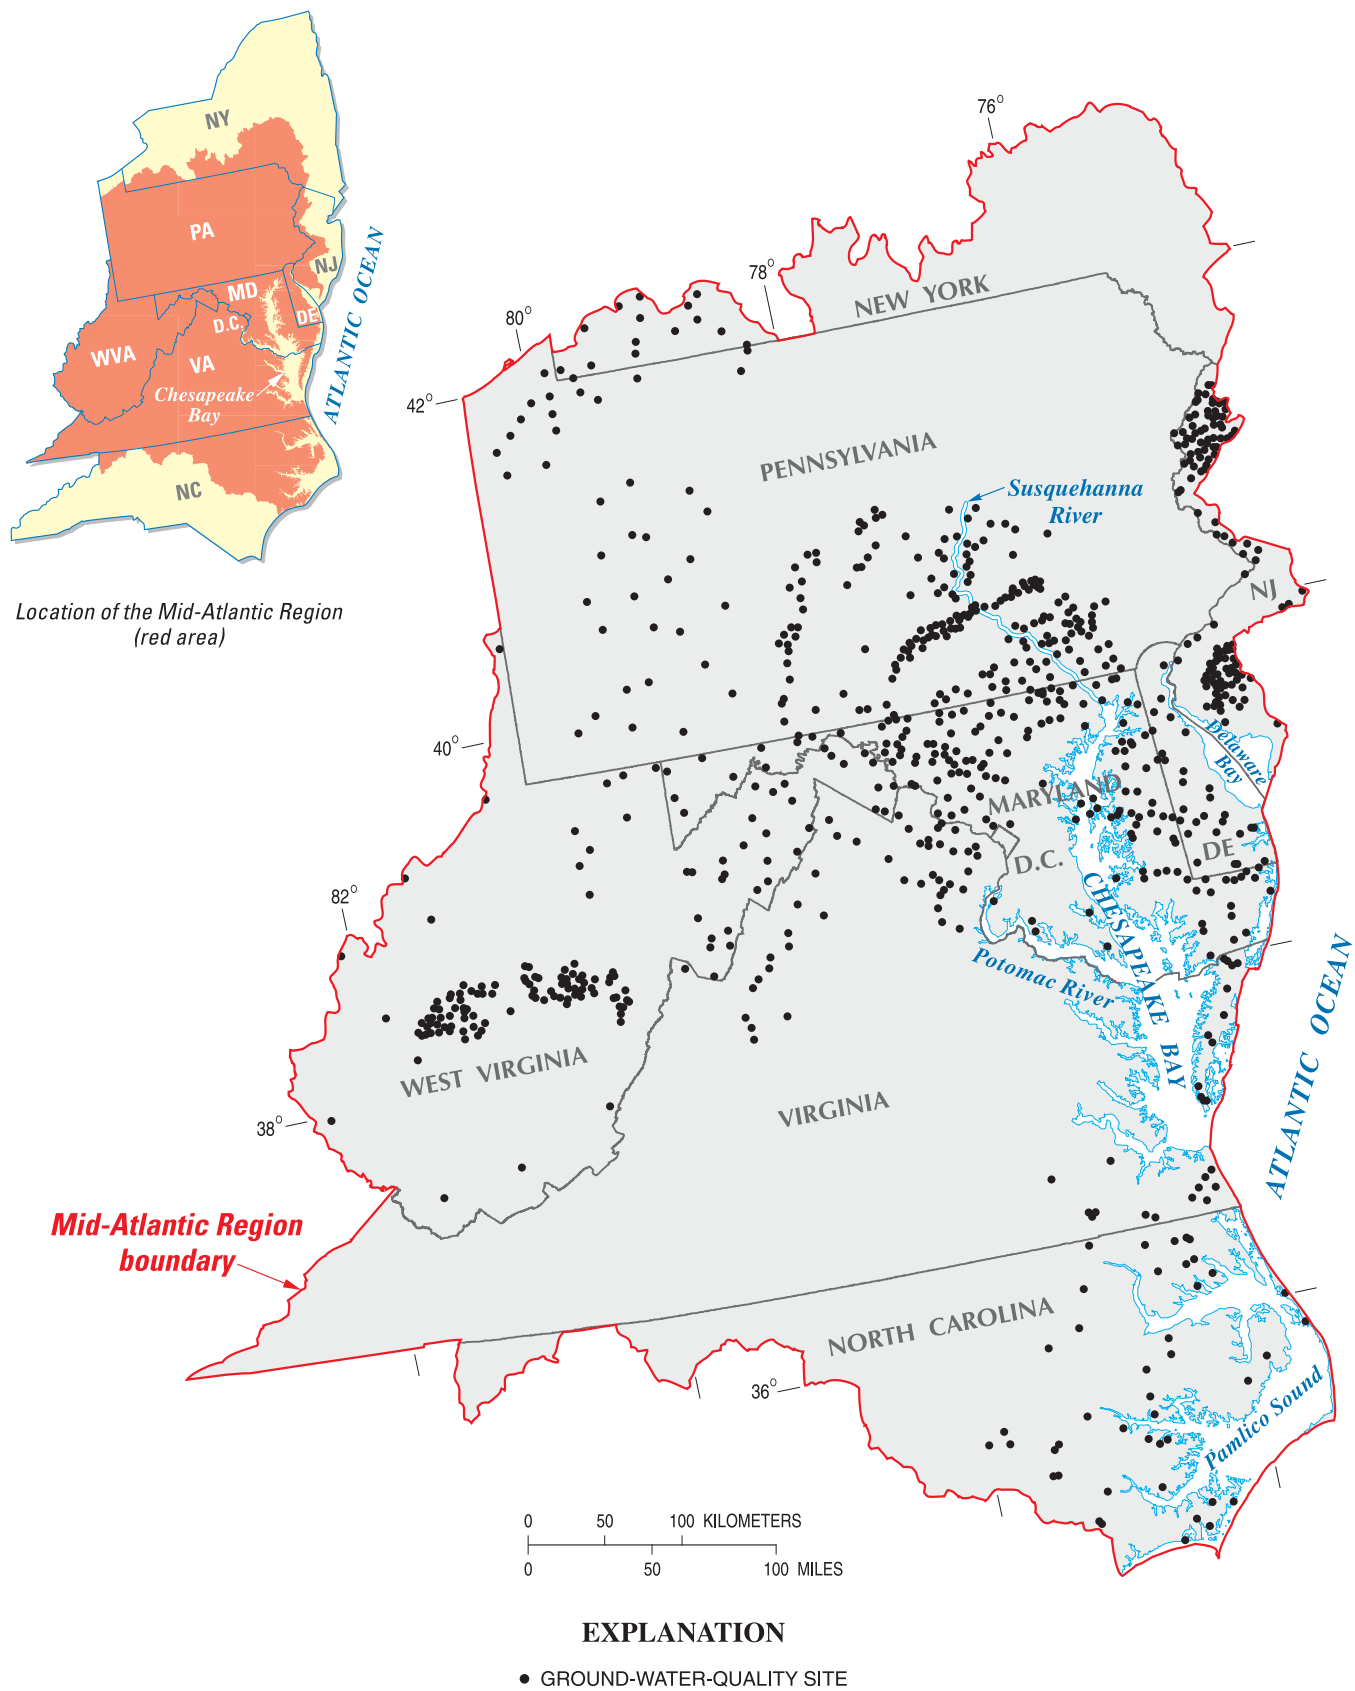 NY
PA
NJ
MD
D.C.
DE
WVA
VA
Chesapeake
Bay
NC
ATLANTIC OCEAN
Location of the Mid-Atlantic Region
(red area)
76°
78°
80°
42°
NEW YORK
PENNSYLVANIA
Susquehanna
River
NJ
40°
Delaware
Bay
MARYLAND
D.C.
DE
82°
CHESAPEAKE BAY
Potomac River
WEST VIRGINIA
VIRGINIA
38°
ATLANTIC OCEAN
Mid-Atlantic Region
boundary
NORTH CAROLINA
36°
Pamlico Sound
0 50 100 KILOMETERS
0 50 100 MILES
EXPLANATION
GROUND-WATER-QUALITY SITE